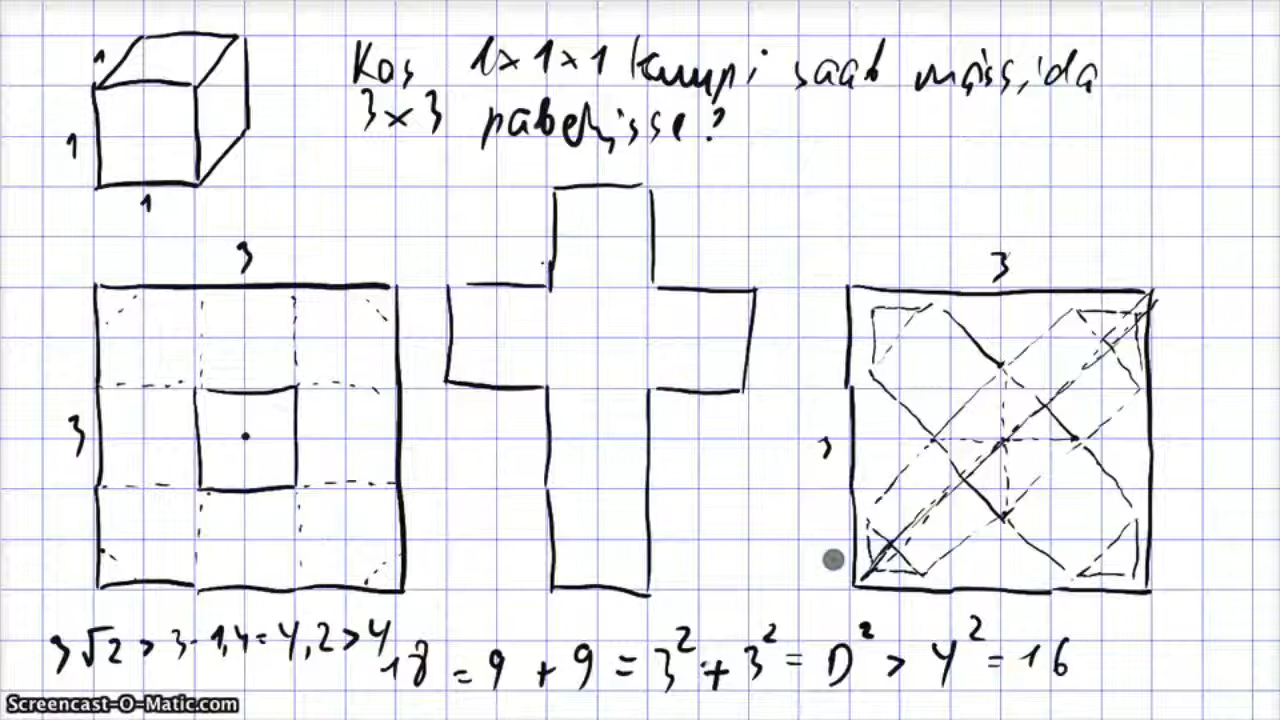 Kas 1×1×1 kuupi saab mässida
3×3 paberisse?
1
1
1
3
3
3
3√2 > 3·1,4 = 4,2 > 4
18 = 9 + 9 = 3² + 3² = D² > 4² = 16
Screencast-O-Matic.com